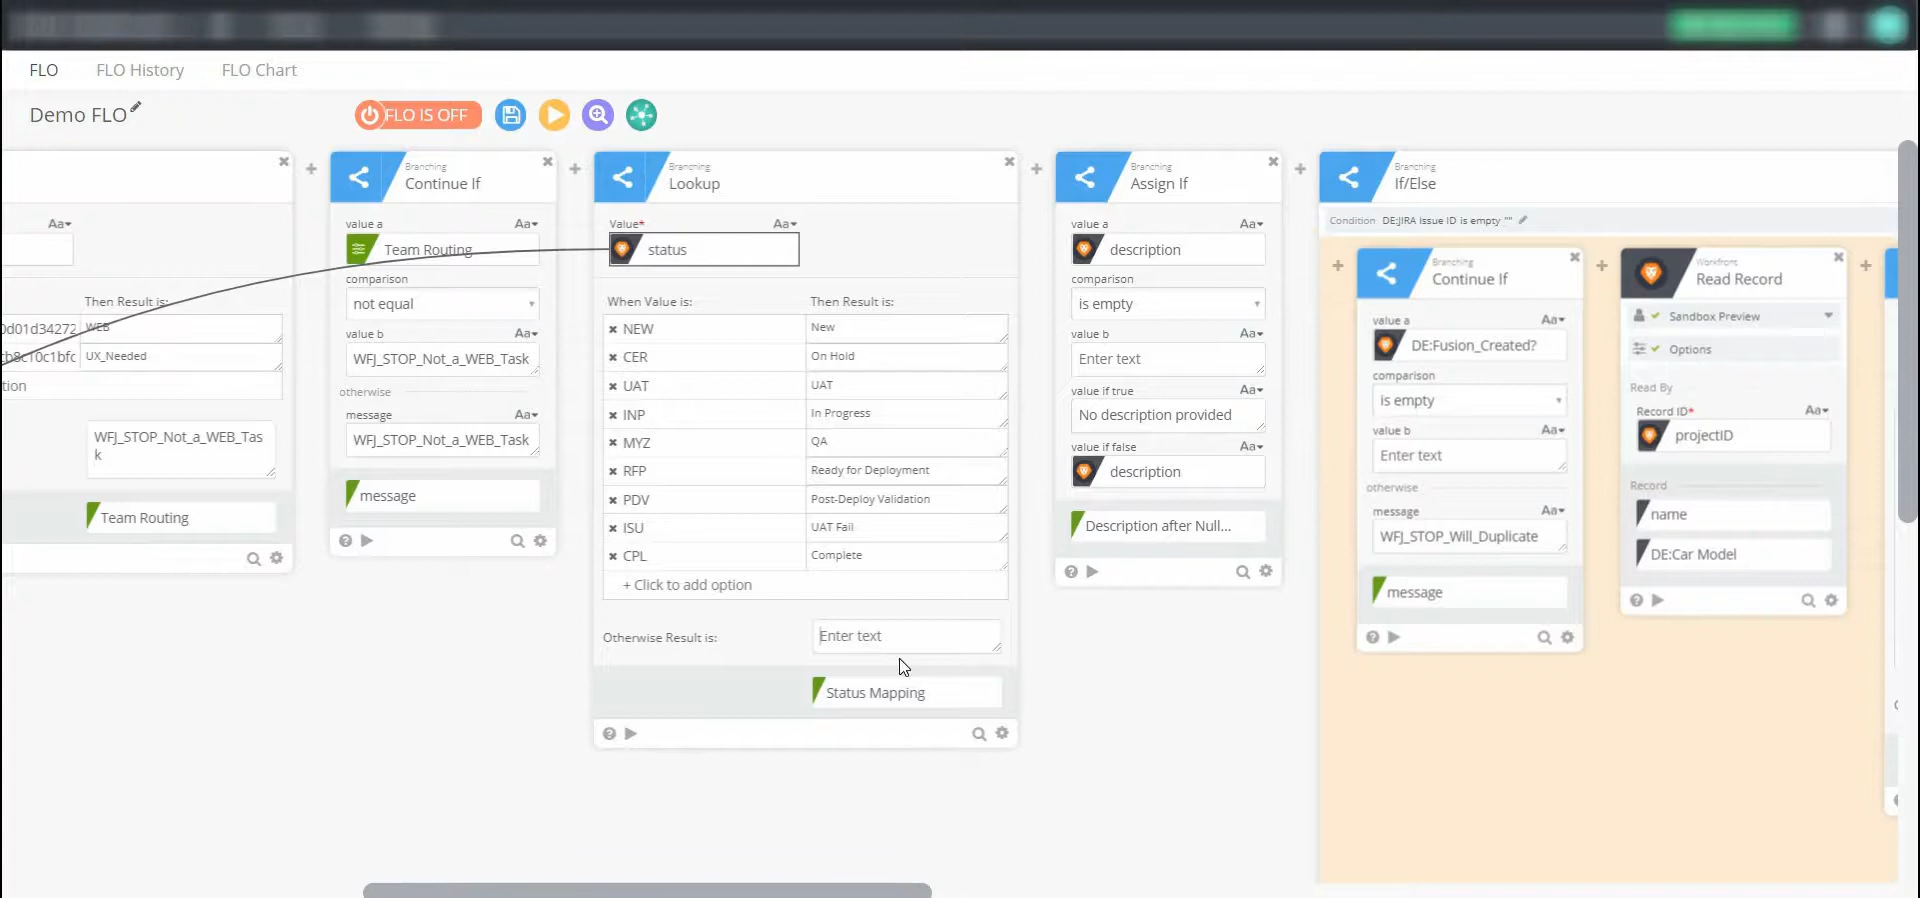 FLO FLO History FLO Chart
Demo FLO
FLO IS OFF
Aa
Then Result is:
0d01d34272 WEB
cb8c10c1bfc UX_Needed
tion
WFJ_STOP_Not_a_WEB_Tas
k
Team Routing
Branching
Continue If
value a Aa
Team Routing
comparison
not equal
value b Aa
WFJ_STOP_Not_a_WEB_Task
otherwise
message Aa
WFJ_STOP_Not_a_WEB_Task
message
Branching
Lookup
Value* Aa
status
When Value is: Then Result is:
NEW New
CER On Hold
UAT UAT
INP In Progress
MYZ QA
RFP Ready for Deployment
PDV Post-Deploy Validation
ISU UAT Fail
CPL Complete
+ Click to add option
Otherwise Result is: Enter text
Status Mapping
Branching
Assign If
value a Aa
description
comparison
is empty
value b Aa
Enter text
value if true Aa
No description provided
value if false Aa
description
Description after Null...
Branching
If/Else
Condition DE:JIRA Issue ID is empty ""
Branching
Continue If
value a Aa
DE:Fusion_Created?
comparison
is empty
value b Aa
Enter text
otherwise
message Aa
WFJ_STOP_Will_Duplicate
message
Workfront
Read Record
Sandbox Preview
Options
Read By
Record ID* Aa
projectID
Record
name
DE:Car Model